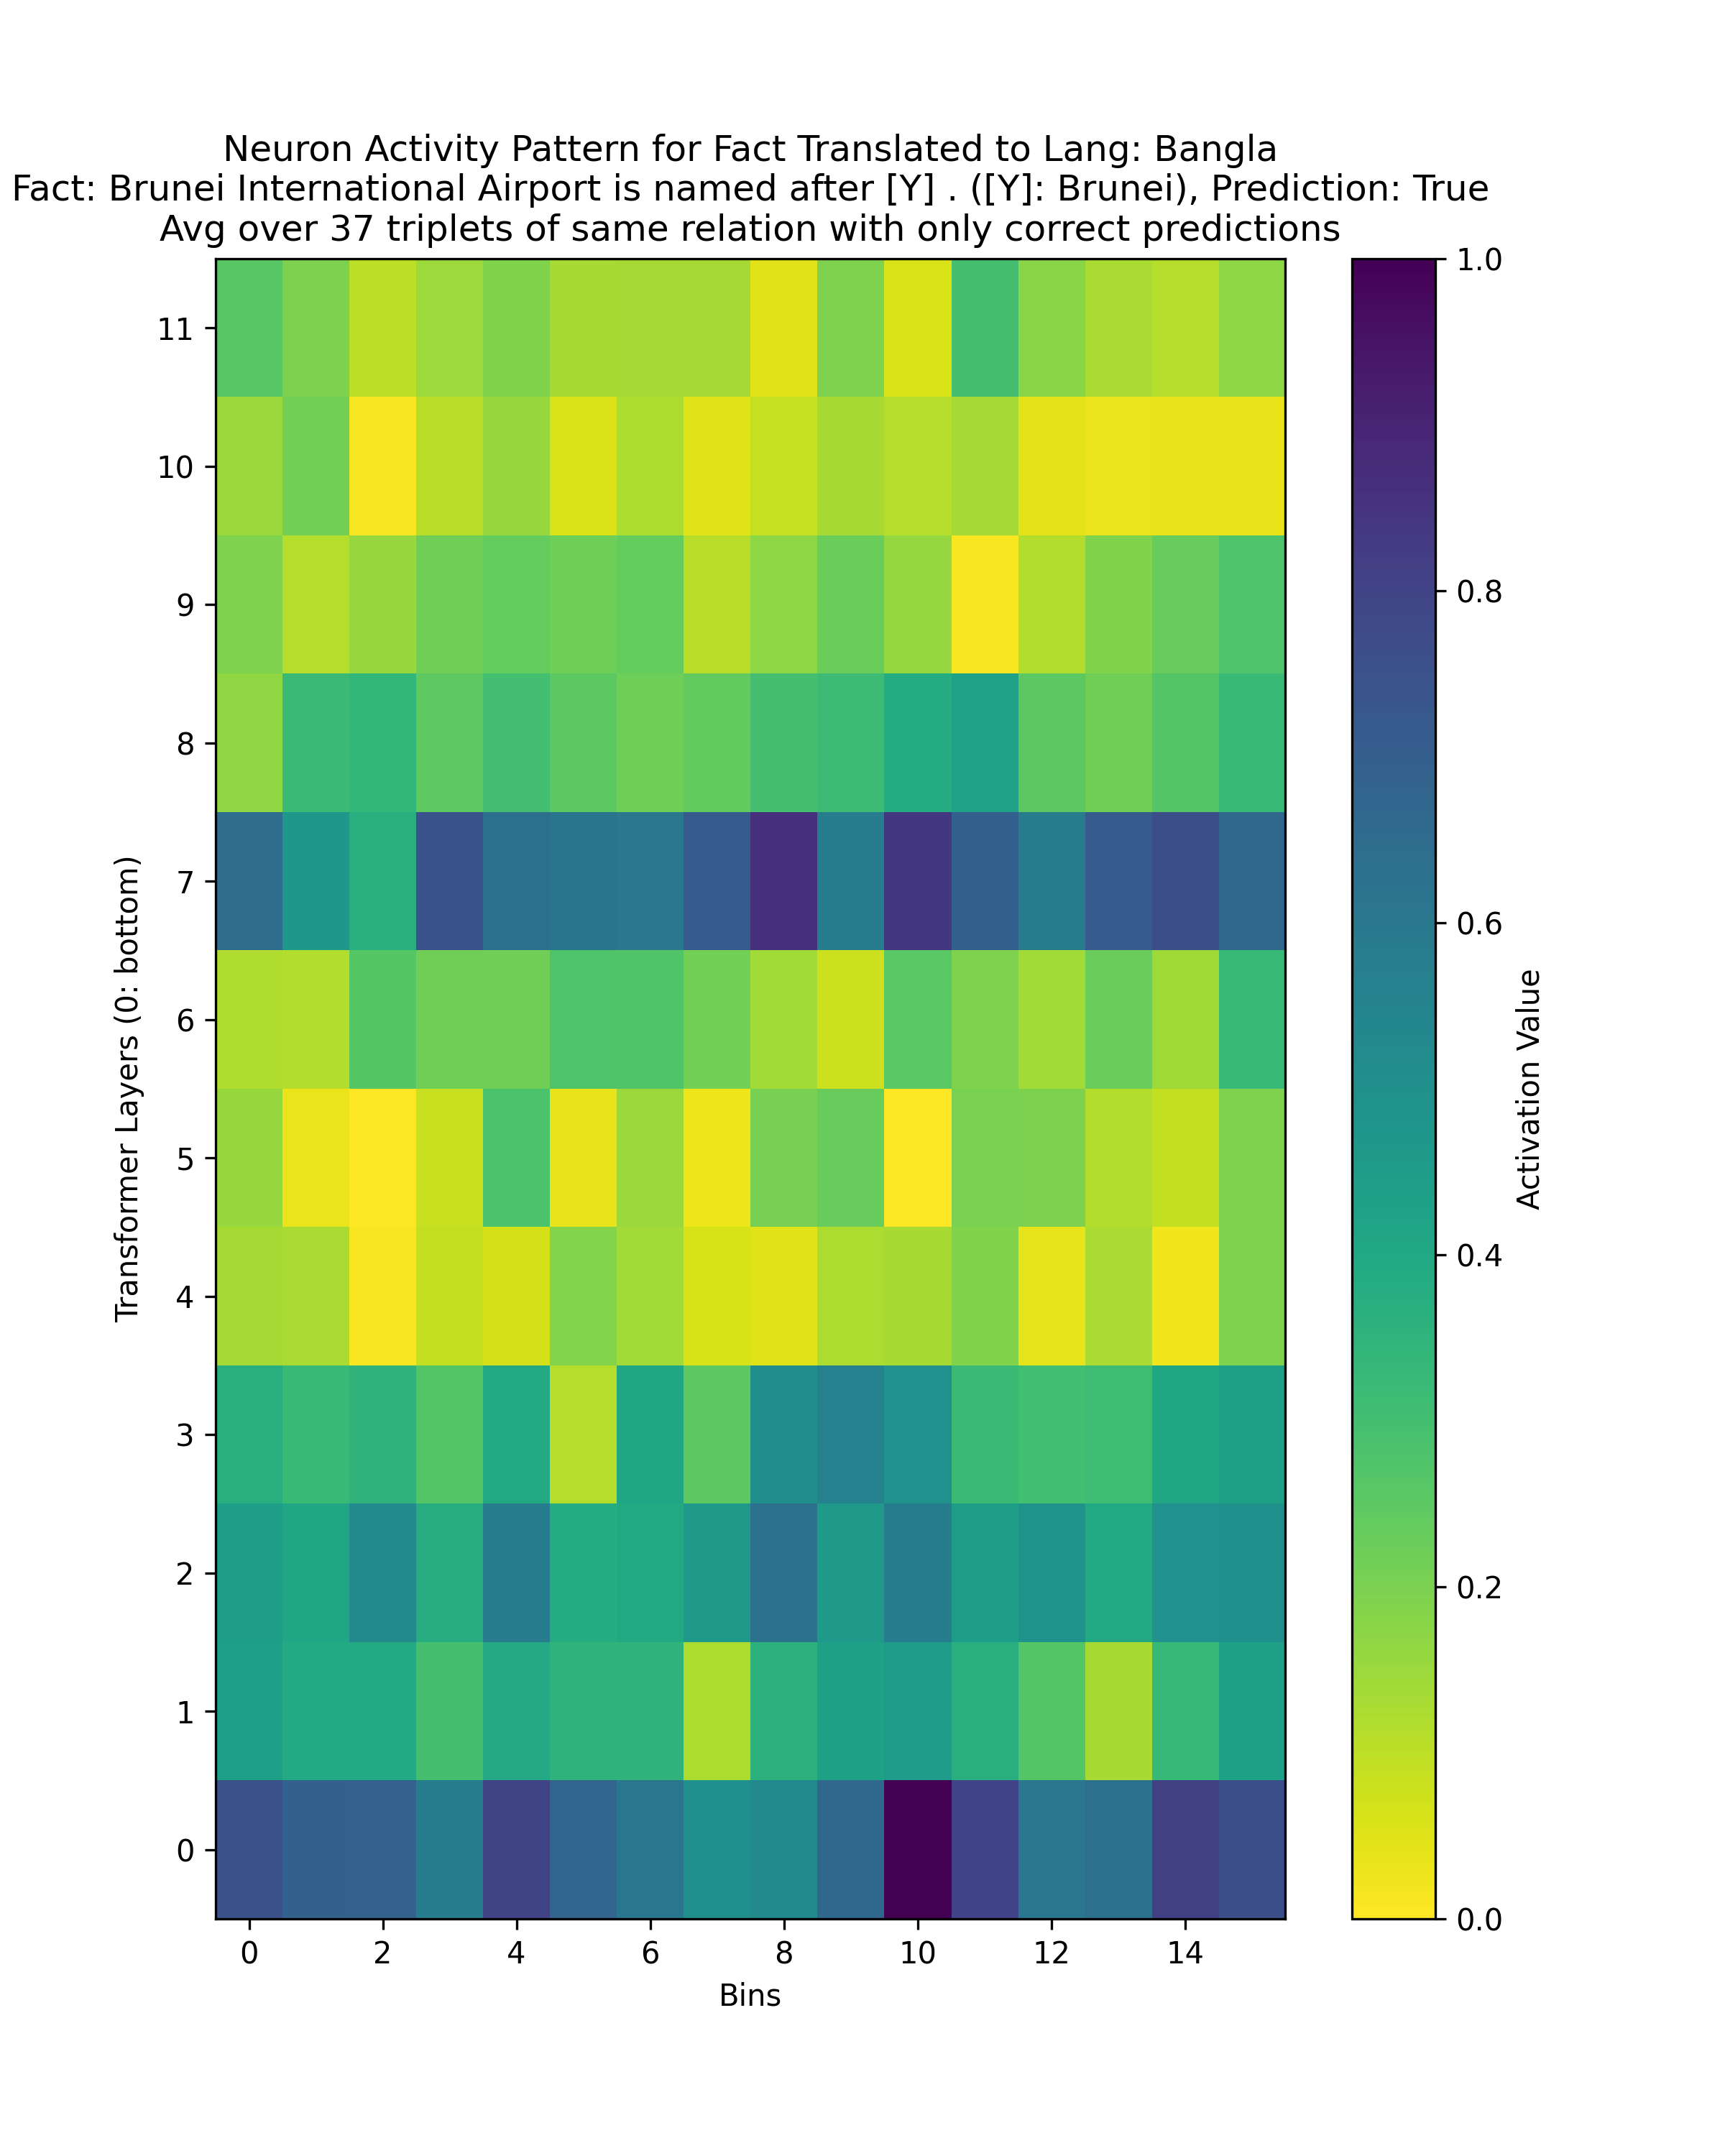 Neuron Activity Pattern for Fact Translated to Lang: Bangla
Fact: Brunei International Airport is named after [Y] . ([Y]: Brunei), Prediction: True
Avg over 37 triplets of same relation with only correct predictions
Transformer Layers (0: bottom)
11
10
9
8
7
6
5
4
3
2
1
0
0 2 4 6 8 10 12 14
Bins
1.0
0.8
0.6
0.4
0.2
0.0
Activation Value